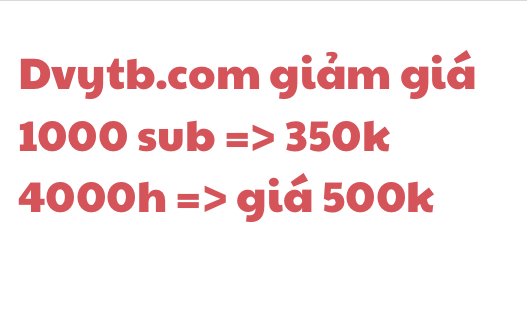 Dvytb.com giảm giá
1000 sub => 350k
4000h => giá 500k